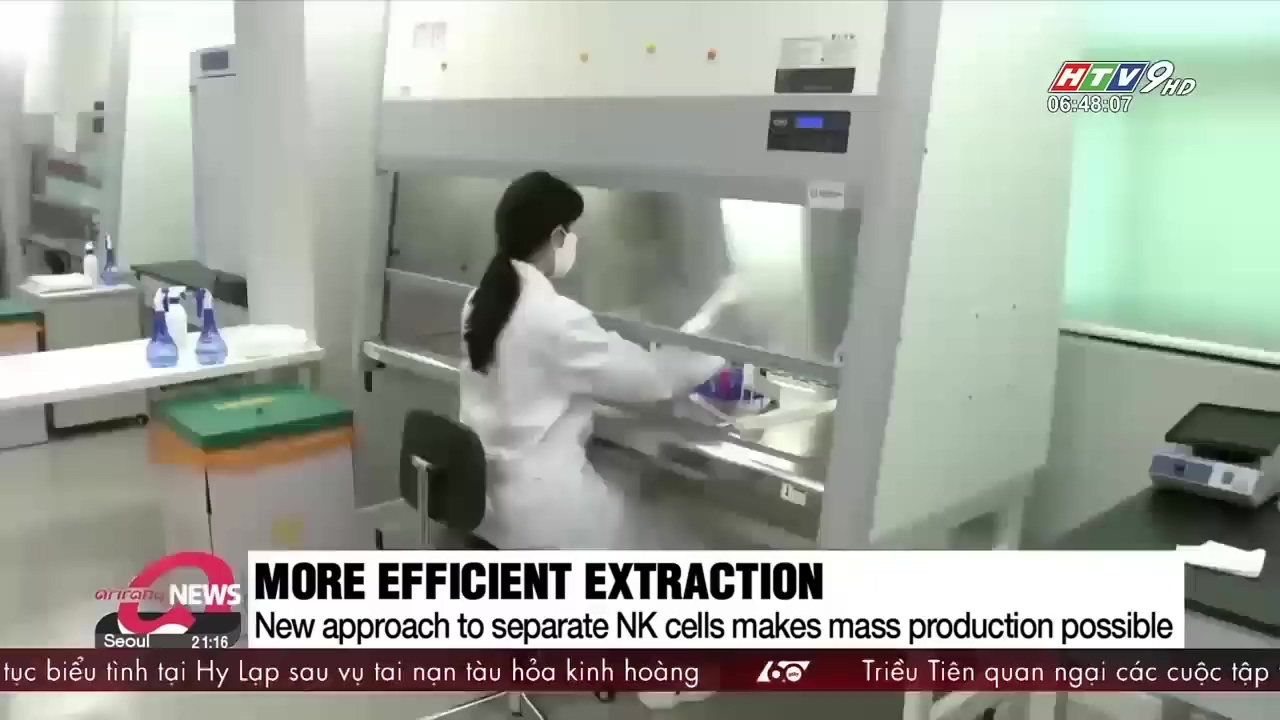 HTV9 HD
06:48:07
MORE EFFICIENT EXTRACTION
arirang NEWS
New approach to separate NK cells makes mass production possible
Seoul 21:16
tục biểu tình tại Hy Lạp sau vụ tai nạn tàu hỏa kinh hoàng
Triều Tiên quan ngại các cuộc tập